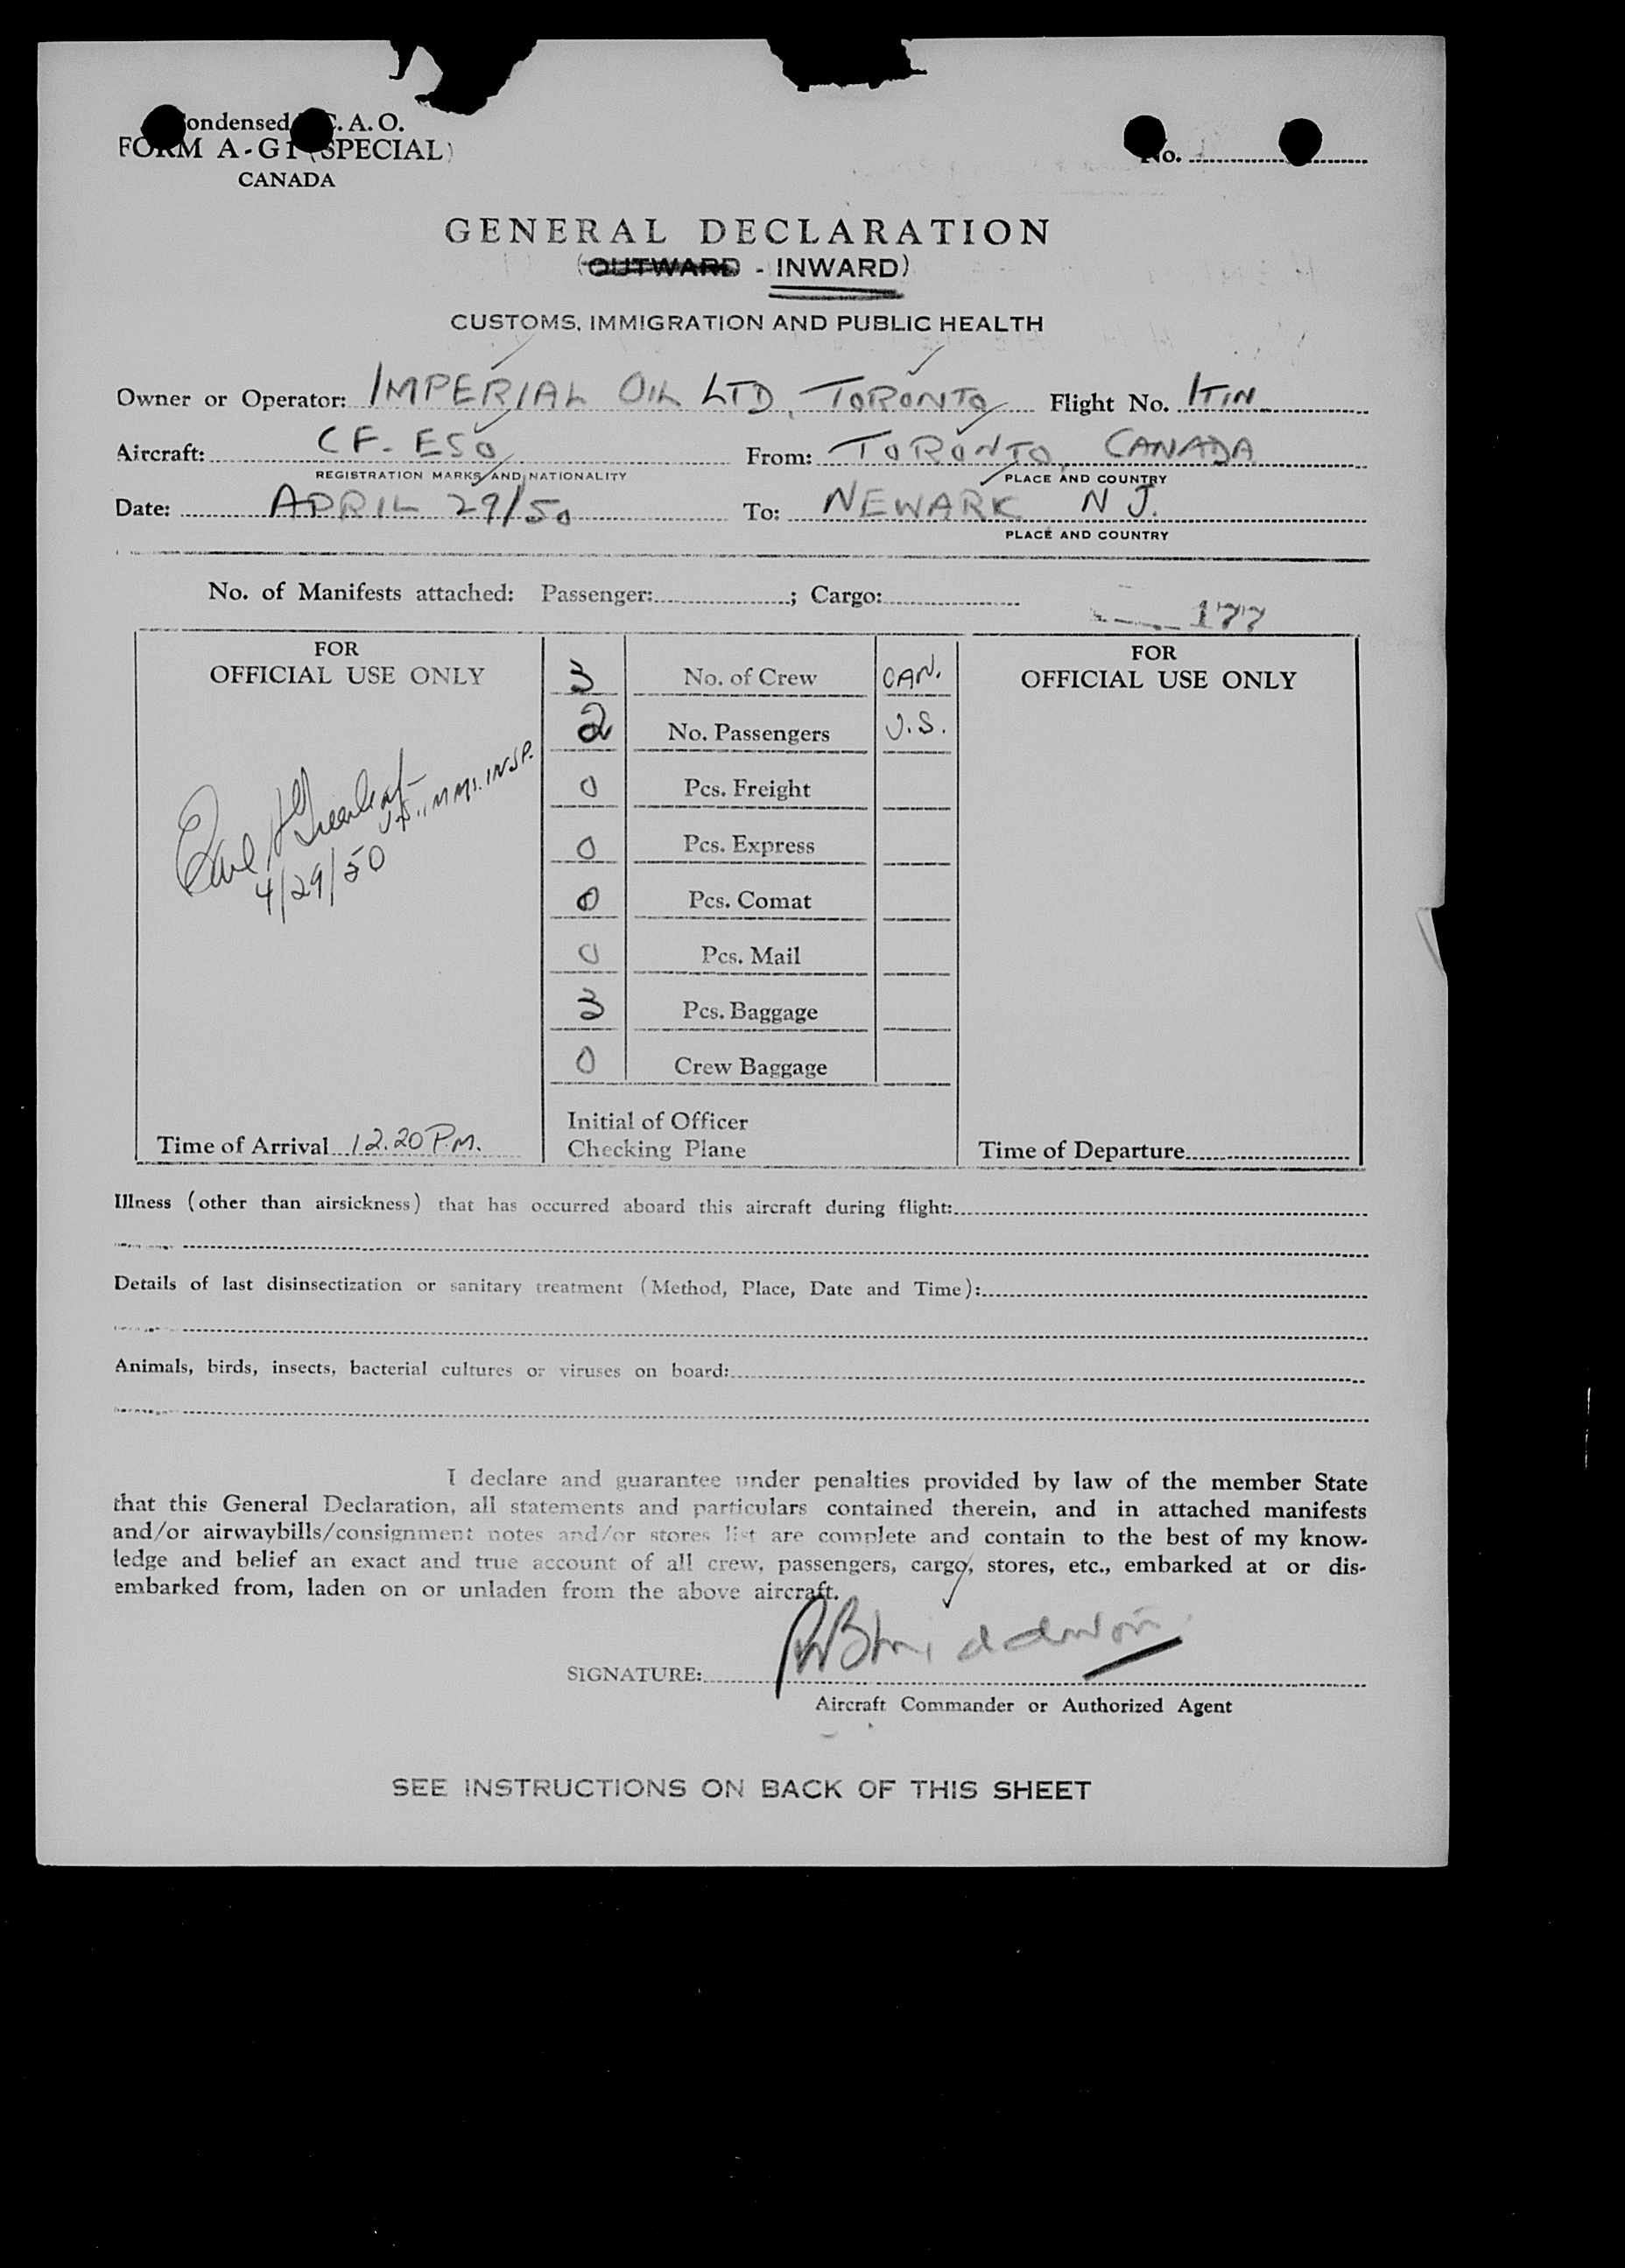 ondensed C. A. O.
FORM A-G1 (SPECIAL)
CANADA
No.
GENERAL DECLARATION
(OUTWARD - INWARD)
CUSTOMS, IMMIGRATION AND PUBLIC HEALTH
Owner or Operator: IMPERIAL OIL LTD, TORONTO Flight No. ITIN
Aircraft: CF-ESO From: TORONTO, CANADA
REGISTRATION MARKS AND NATIONALITY PLACE AND COUNTRY
Date: APRIL 29/50 To: NEWARK N J.
PLACE AND COUNTRY
No. of Manifests attached: Passenger: ; Cargo:
177
FOR
OFFICIAL USE ONLY
Earl H Greenleaf
IMMI. INSP.
4/29/50
Time of Arrival 12.20 P.M.
3 No. of Crew CAN.
2 No. Passengers U.S.
0 Pcs. Freight
0 Pcs. Express
0 Pcs. Comat
0 Pcs. Mail
3 Pcs. Baggage
0 Crew Baggage
Initial of Officer
Checking Plane
FOR
OFFICIAL USE ONLY
Time of Departure
Illness (other than airsickness) that has occurred aboard this aircraft during flight:
Details of last disinsectization or sanitary treatment (Method, Place, Date and Time):
Animals, birds, insects, bacterial cultures or viruses on board:
I declare and guarantee under penalties provided by law of the member State
that this General Declaration, all statements and particulars contained therein, and in attached manifests
and/or airwaybills/consignment notes and/or stores list are complete and contain to the best of my know-
ledge and belief an exact and true account of all crew, passengers, cargo, stores, etc., embarked at or dis-
embarked from, laden on or unladen from the above aircraft.
SIGNATURE:
Aircraft Commander or Authorized Agent
SEE INSTRUCTIONS ON BACK OF THIS SHEET